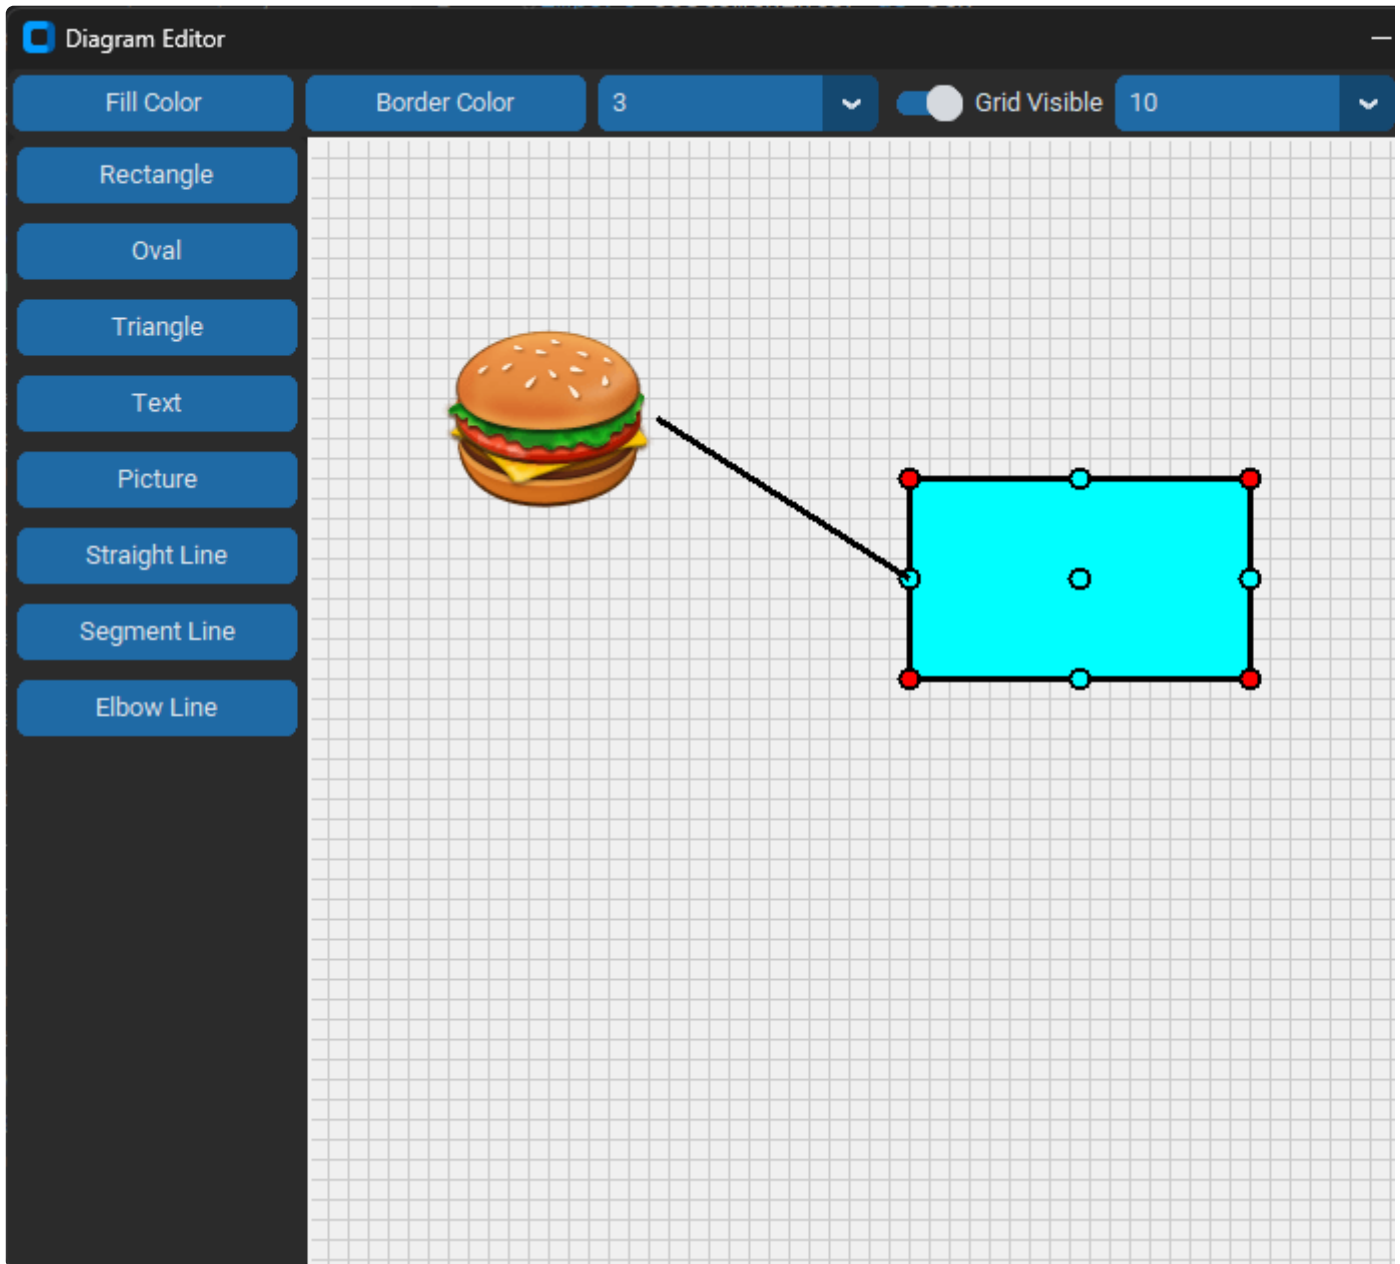 Diagram Editor
Fill Color Border Color 3 Grid Visible 10
Rectangle
Oval
Triangle
Text
Picture
Straight Line
Segment Line
Elbow Line